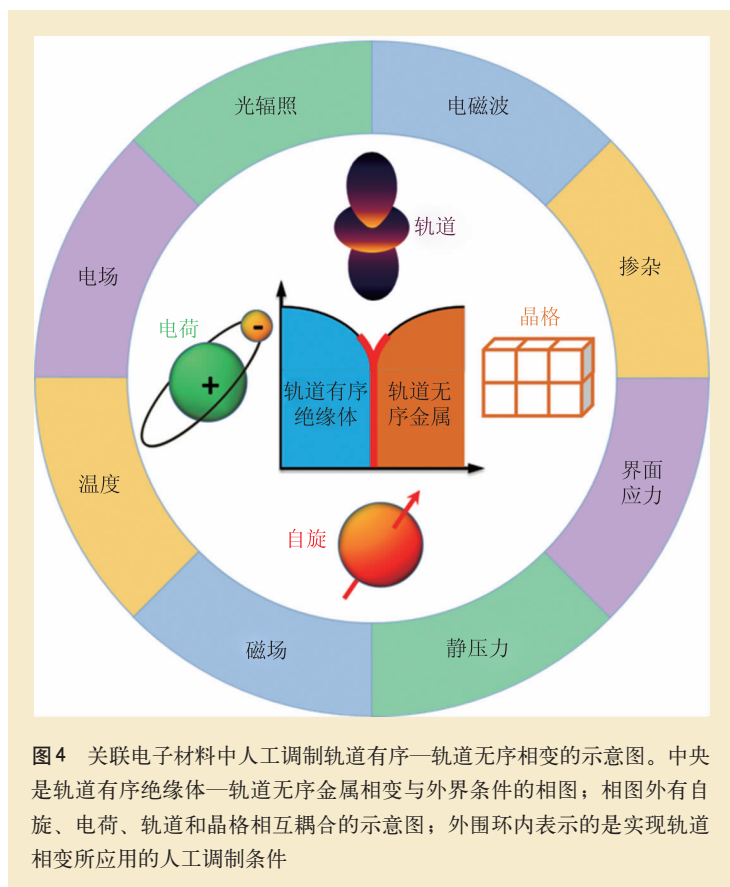 光辐照
电磁波
电场
掺杂
轨道
电荷
-
+
晶格
轨道有序
绝缘体
轨道无
序金属
温度
界面
应力
自旋
磁场
静压力
图4 关联电子材料中人工调制轨道有序—轨道无序相变的示意图。中央
是轨道有序绝缘体—轨道无序金属相变与外界条件的相图；相图外有自
旋、电荷、轨道和晶格相互耦合的示意图；外围环内表示的是实现轨道
相变所应用的人工调制条件